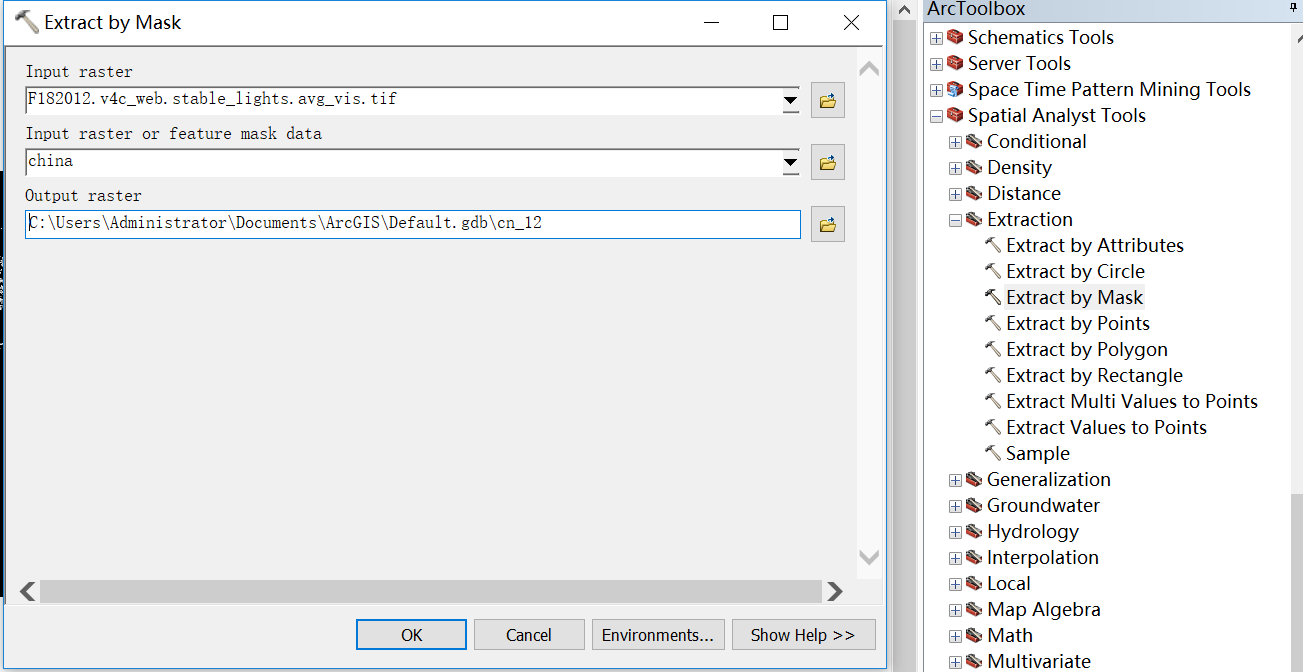 Extract by Mask
Input raster
F182012.v4c_web.stable_lights.avg_vis.tif
Input raster or feature mask data
china
Output raster
C:\Users\Administrator\Documents\ArcGIS\Default.gdb\cn_12
OK
Cancel
Environments...
Show Help >>
ArcToolbox
Schematics Tools
Server Tools
Space Time Pattern Mining Tools
Spatial Analyst Tools
Conditional
Density
Distance
Extraction
Extract by Attributes
Extract by Circle
Extract by Mask
Extract by Points
Extract by Polygon
Extract by Rectangle
Extract Multi Values to Points
Extract Values to Points
Sample
Generalization
Groundwater
Hydrology
Interpolation
Local
Map Algebra
Math
Multivariate